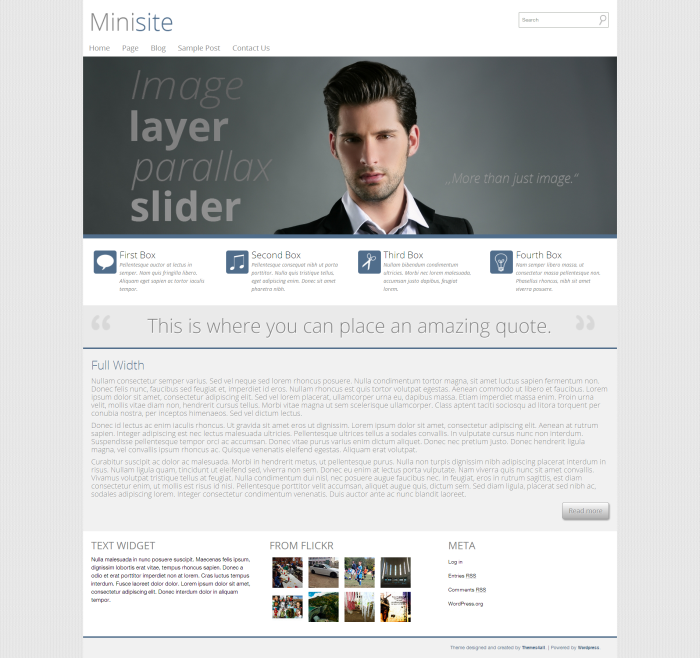 Minisite
Search
Home Page Blog Sample Post Contact Us
Image
layer
parallax
slider
„More than just image.”
First Box
Pellentesque auctor at lectus in
semper. Nam quis fringilla libero.
Aliquam eget sapien ac tortor iaculis
tempor.
Second Box
Pellentesque consequat nibh ut porta
porttitor. Nulla quis tristique tellus,
eget adipiscing enim. Donec sit amet
pharetra nibh.
Third Box
Nullam bibendum condimentum
ultricies. Morbi nec lorem malesuada,
accumsan justo dapibus, feugiat
lorem.
Fourth Box
Nam semper libero massa, ut
consectetur massa pellentesque non.
Phasellus rhoncus, nibh sit amet
viverra posuere.
“ This is where you can place an amazing quote. ”
Full Width
Nullam consectetur semper varius. Sed vel neque sed lorem rhoncus posuere. Nulla condimentum tortor magna, sit amet luctus sapien fermentum non.
Donec felis nunc, faucibus sed feugiat et, imperdiet id eros. Nullam rhoncus est quis tortor volutpat egestas. Aenean commodo ut libero et faucibus. Lorem
ipsum dolor sit amet, consectetur adipiscing elit. Sed vel lorem placerat, ullamcorper urna eu, dapibus massa. Etiam imperdiet massa enim. Proin urna
velit, mollis vitae diam non, hendrerit cursus tellus. Morbi vitae magna ut sem scelerisque ullamcorper. Class aptent taciti sociosqu ad litora torquent per
conubia nostra, per inceptos himenaeos. Sed vel dictum lectus.
Donec id lectus ac enim iaculis rhoncus. Ut gravida sit amet eros ut dignissim. Lorem ipsum dolor sit amet, consectetur adipiscing elit. Aenean at rutrum
sapien. Integer adipiscing est nec lectus malesuada ultricies. Pellentesque ultrices tellus a sodales convallis. In vulputate cursus nunc non interdum.
Suspendisse pellentesque tempor orci ac accumsan. Donec vitae purus varius enim dictum aliquet. Donec nec pretium justo. Donec hendrerit ligula
magna, vel convallis ipsum rhoncus ac. Quisque venenatis eleifend egestas. Aliquam erat volutpat.
Curabitur suscipit ac dolor ac malesuada. Morbi in hendrerit metus, ut pellentesque purus. Nulla non turpis dignissim nibh adipiscing placerat interdum in
risus. Nullam ligula quam, tincidunt ut eleifend sed, viverra non sem. Donec eu enim at lectus porta vulputate. Nam viverra quis nunc sit amet convallis.
Vivamus volutpat tristique tellus at feugiat. Nulla condimentum dui nisl, nec posuere augue faucibus nec. In feugiat, eros in rutrum sagittis, est diam
consectetur enim, ut mollis est risus id nisi. Pellentesque porttitor velit accumsan, aliquet augue quis, dictum sem. Sed diam ligula, placerat sed nibh ac,
sodales adipiscing lorem. Integer consectetur condimentum venenatis. Duis auctor ante ac nunc blandit laoreet.
Read more
TEXT WIDGET
Nulla malesuada in nunc posuere suscipit. Maecenas felis ipsum,
dignissim lobortis erat vitae, tempus rhoncus sapien. Donec a
odio et erat porttitor imperdiet non at lorem. Cras luctus tempus
interdum. Fusce laoreet dolor dolor. Lorem ipsum dolor sit amet,
consectetur adipiscing elit. Donec interdum dolor in aliquam
tempor.
FROM FLICKR
META
Log in
Entries RSS
Comments RSS
WordPress.org
Theme designed and created by Themes4all | Powered by Wordpress